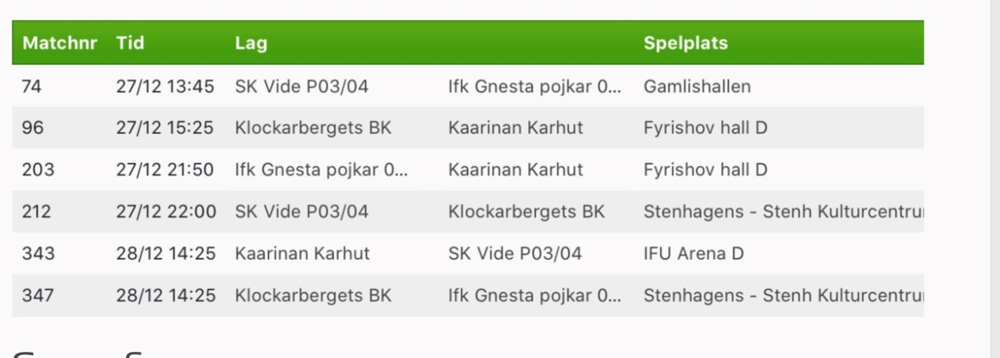 Matchnr Tid Lag Spelplats
74 27/12 13:45 SK Vide P03/04 Ifk Gnesta pojkar 0... Gamlishallen
96 27/12 15:25 Klockarbergets BK Kaarinan Karhut Fyrishov hall D
203 27/12 21:50 Ifk Gnesta pojkar 0... Kaarinan Karhut Fyrishov hall D
212 27/12 22:00 SK Vide P03/04 Klockarbergets BK Stenhagens - Stenh Kulturcentru
343 28/12 14:25 Kaarinan Karhut SK Vide P03/04 IFU Arena D
347 28/12 14:25 Klockarbergets BK Ifk Gnesta pojkar 0... Stenhagens - Stenh Kulturcentru